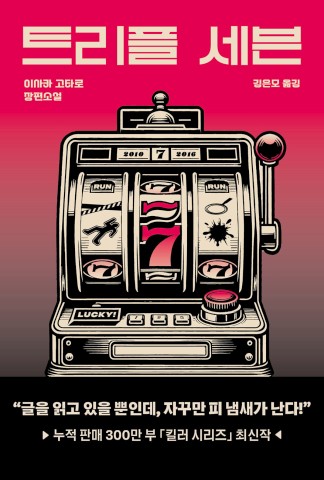 트리플 세븐
이사카 고타로
장편소설
김은모 옮김
2010 7 2016
RUN 7 RUN
7
7 7
LUCKY!
“글을 읽고 있을 뿐인데, 자꾸만 피 냄새가 난다!”
▶ 누적 판매 300만 부 「킬러 시리즈」 최신작 ◀